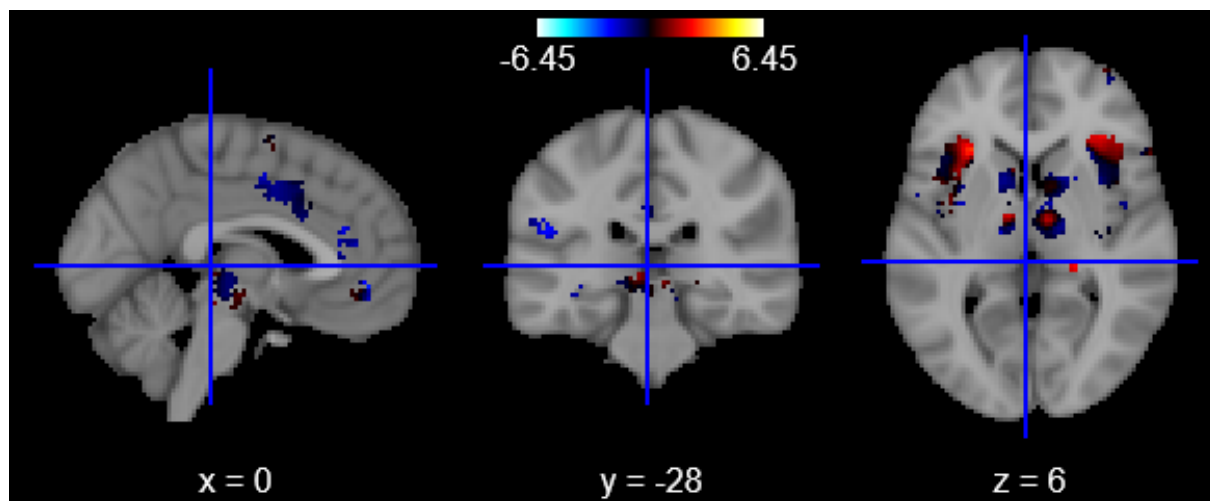 -6.45 6.45
x = 0 y = -28 z = 6